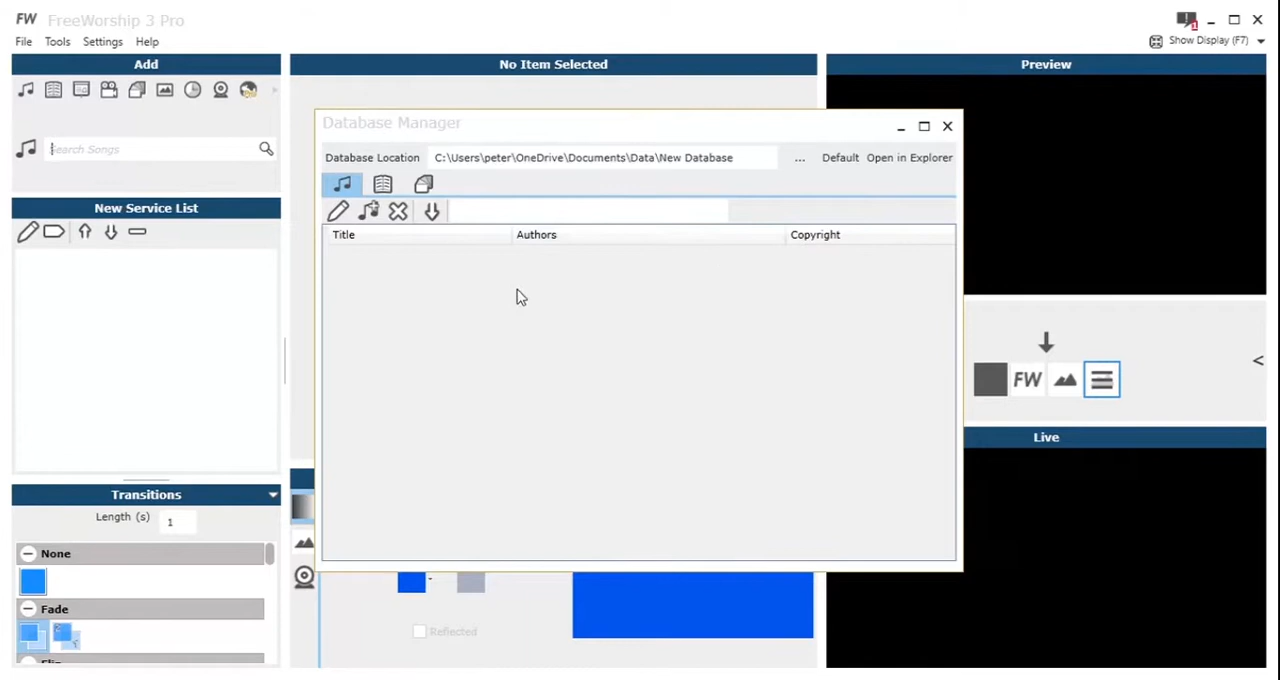 FW FreeWorship 3 Pro
File Tools Settings Help
Show Display (F7)
Add
No Item Selected
Preview
Search Songs
Database Manager
Database Location C:\Users\peter\OneDrive\Documents\Data\New Database ... Default Open in Explorer
Title Authors Copyright
New Service List
FW
<
Live
Transitions
Length (s) 1
None
Fade
Reflected